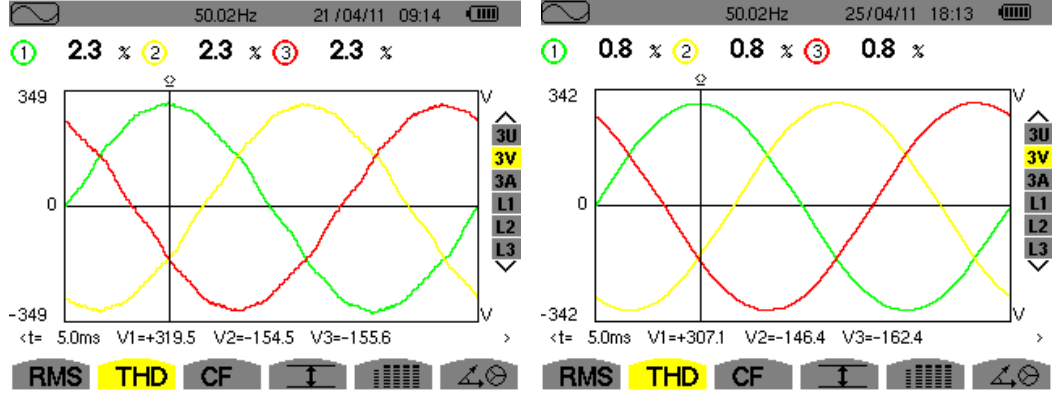 50.02Hz 21/04/11 09:14
1 2.3 % 2 2.3 % 3 2.3 %
349 V
0
-349 V
3U
3V
3A
L1
L2
L3
<t= 5.0ms V1=+319.5 V2=-154.5 V3=-155.6 >
RMS THD CF
50.02Hz 25/04/11 18:13
1 0.8 % 2 0.8 % 3 0.8 %
342 V
0
-342 V
3U
3V
3A
L1
L2
L3
<t= 5.0ms V1=+307.1 V2=-146.4 V3=-162.4 >
RMS THD CF